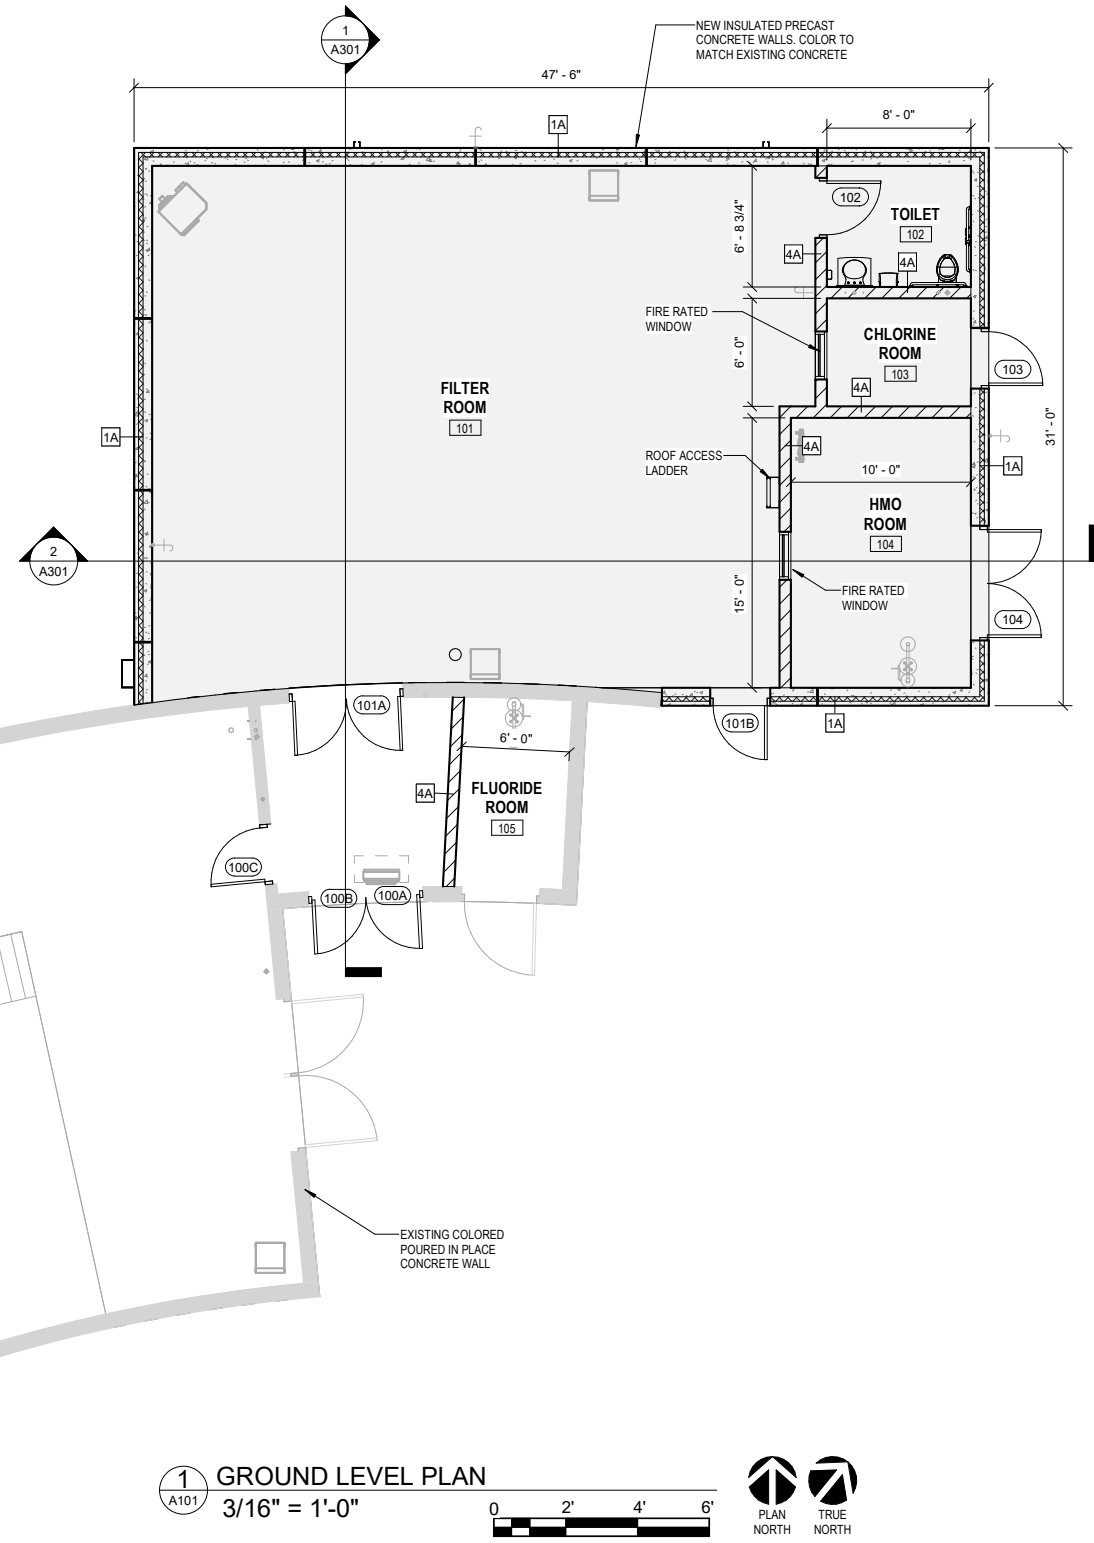 1
A301
NEW INSULATED PRECAST
CONCRETE WALLS. COLOR TO
MATCH EXISTING CONCRETE
47' - 6"
8' - 0"
1A
102
TOILET
102
6' - 8 3/4"
4A
4A
FIRE RATED
WINDOW
CHLORINE
ROOM
103
103
6' - 0"
4A
FILTER
ROOM
101
31' - 0"
1A
4A
ROOF ACCESS
LADDER
10' - 0"
1A
HMO
ROOM
104
2
A301
15' - 0"
FIRE RATED
WINDOW
104
101A
101B
1A
6' - 0"
4A
FLUORIDE
ROOM
105
100C
100B
100A
EXISTING COLORED
POURED IN PLACE
CONCRETE WALL
1
A101
GROUND LEVEL PLAN
3/16" = 1'-0"
0 2' 4' 6'
PLAN
NORTH
TRUE
NORTH